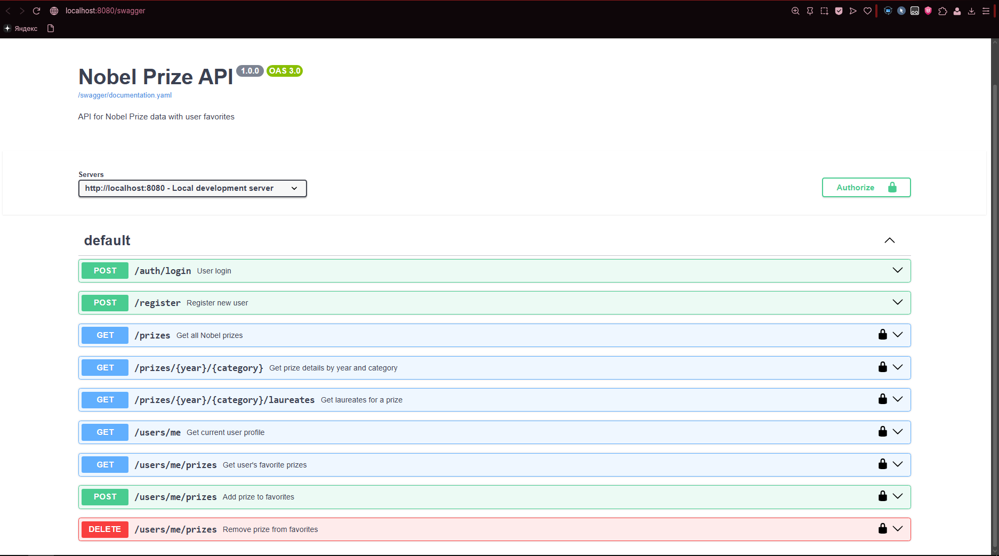 localhost:8080/swagger
Яндекс
Nobel Prize API 1.0.0 OAS 3.0
/swagger/documentation.yaml
API for Nobel Prize data with user favorites
Servers
http://localhost:8080 - Local development server
Authorize
default
POST /auth/login User login
POST /register Register new user
GET /prizes Get all Nobel prizes
GET /prizes/{year}/{category} Get prize details by year and category
GET /prizes/{year}/{category}/laureates Get laureates for a prize
GET /users/me Get current user profile
GET /users/me/prizes Get user's favorite prizes
POST /users/me/prizes Add prize to favorites
DELETE /users/me/prizes Remove prize from favorites